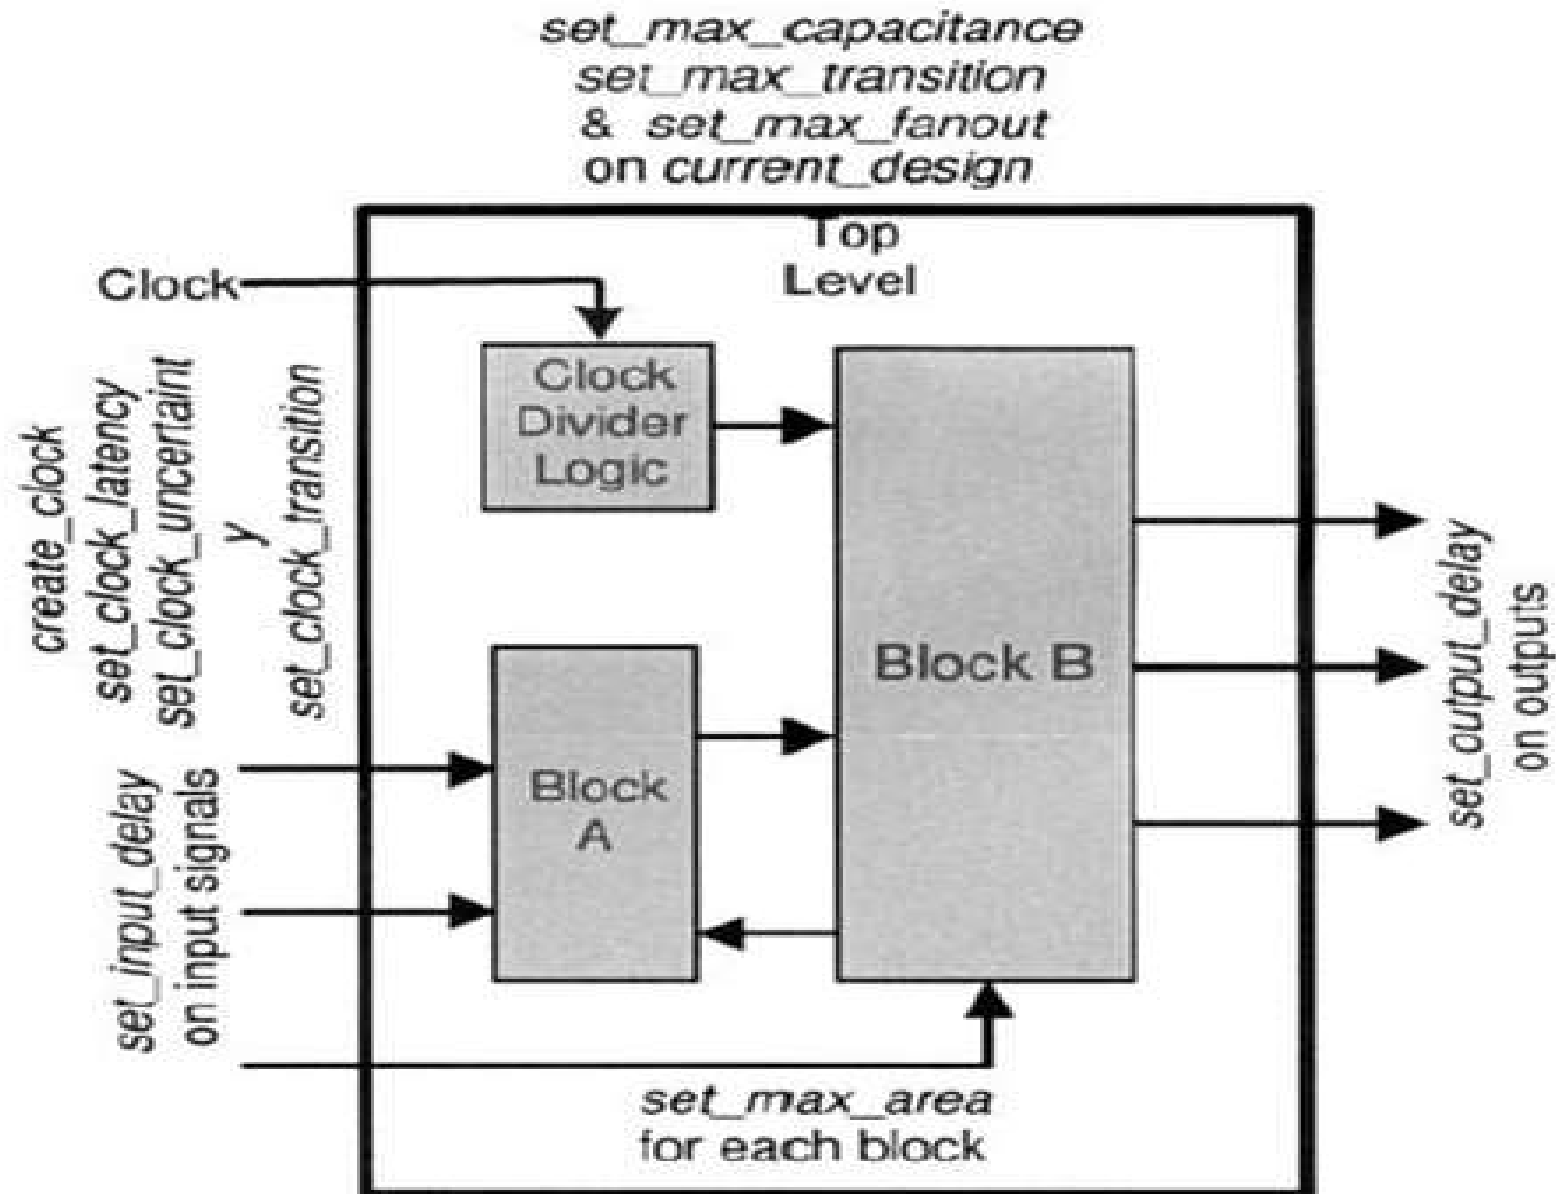 set_max_capacitance
set_max_transition
& set_max_fanout
on current_design
Top
Level
Clock
Clock
Divider
Logic
create_clock
set_clock_latency
set_clock_uncertaint
y
set_clock_transition
Block B
Block
A
set_input_delay
on input signals
set_output_delay
on outputs
set_max_area
for each block